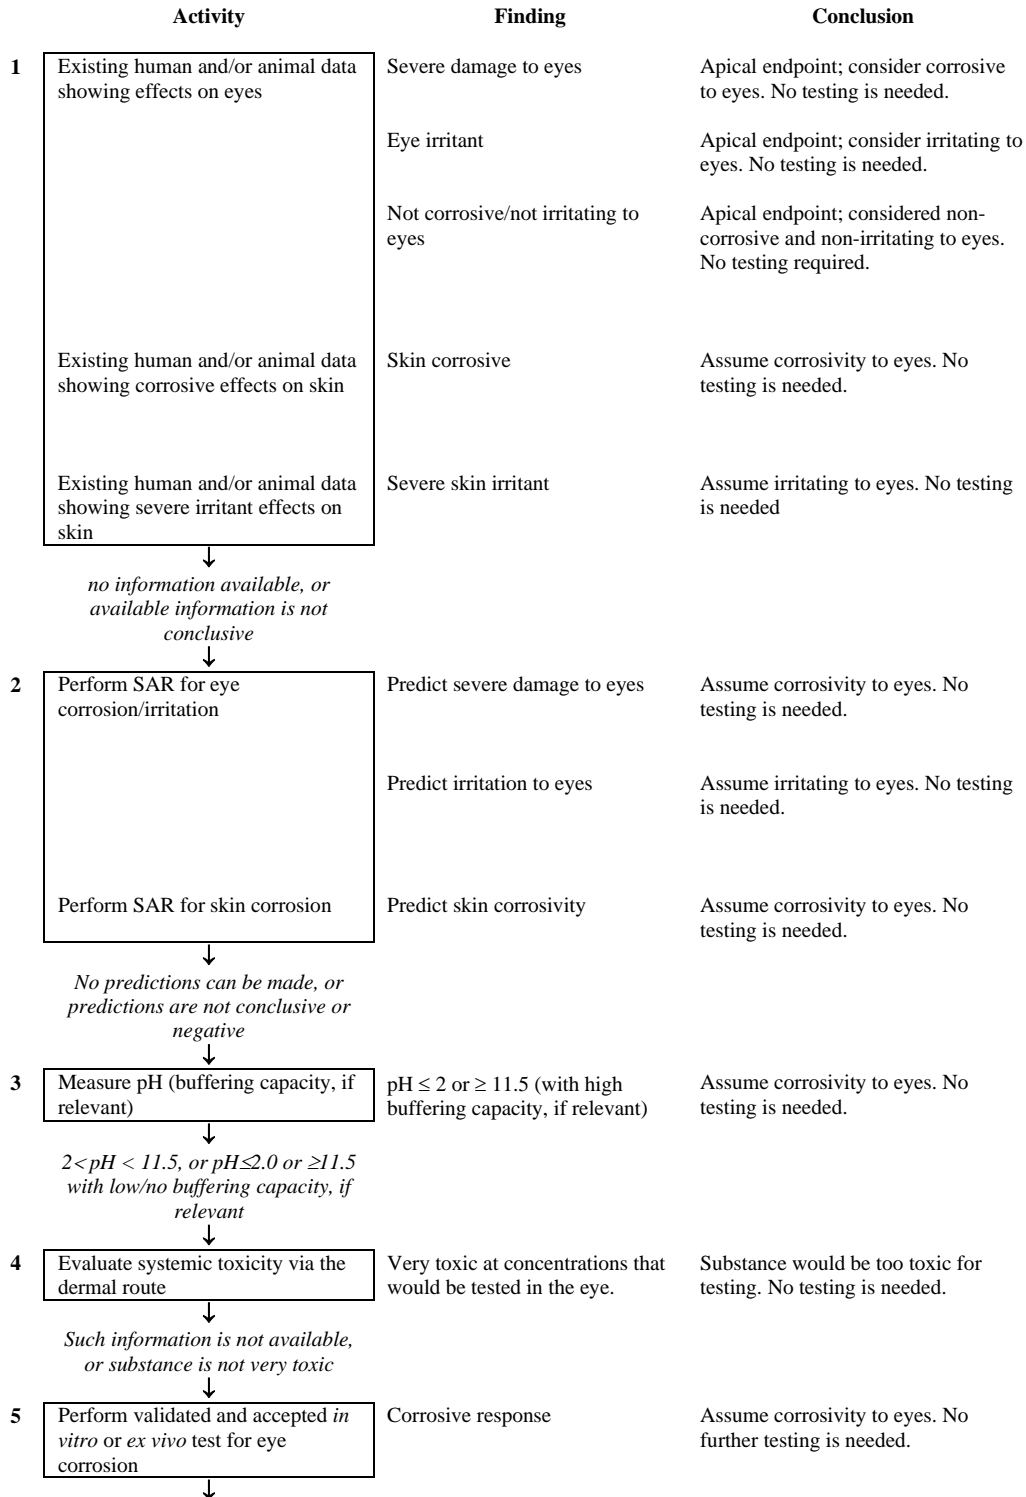 Activity Finding Conclusion
1 Existing human and/or animal data Severe damage to eyes Apical endpoint; consider corrosive
showing effects on eyes to eyes. No testing is needed.
Eye irritant Apical endpoint; consider irritating to
eyes. No testing is needed.
Not corrosive/not irritating to Apical endpoint; considered non-
eyes corrosive and non-irritating to eyes.
No testing required.
Existing human and/or animal data Skin corrosive Assume corrosivity to eyes. No
showing corrosive effects on skin testing is needed.
Existing human and/or animal data Severe skin irritant Assume irritating to eyes. No testing
showing severe irritant effects on is needed
skin
↓
no information available, or
available information is not
conclusive
↓
2 Perform SAR for eye Predict severe damage to eyes Assume corrosivity to eyes. No
corrosion/irritation testing is needed.
Predict irritation to eyes Assume irritating to eyes. No testing
is needed.
Perform SAR for skin corrosion Predict skin corrosivity Assume corrosivity to eyes. No
testing is needed.
↓
No predictions can be made, or
predictions are not conclusive or
negative
↓
3 Measure pH (buffering capacity, if pH ≤ 2 or ≥ 11.5 (with high Assume corrosivity to eyes. No
relevant) buffering capacity, if relevant) testing is needed.
↓
2< pH < 11.5, or pH≤2.0 or ≥11.5
with low/no buffering capacity, if
relevant
↓
4 Evaluate systemic toxicity via the Very toxic at concentrations that Substance would be too toxic for
dermal route would be tested in the eye. testing. No testing is needed.
↓
Such information is not available,
or substance is not very toxic
↓
5 Perform validated and accepted in Corrosive response Assume corrosivity to eyes. No
vitro or ex vivo test for eye further testing is needed.
corrosion
↓